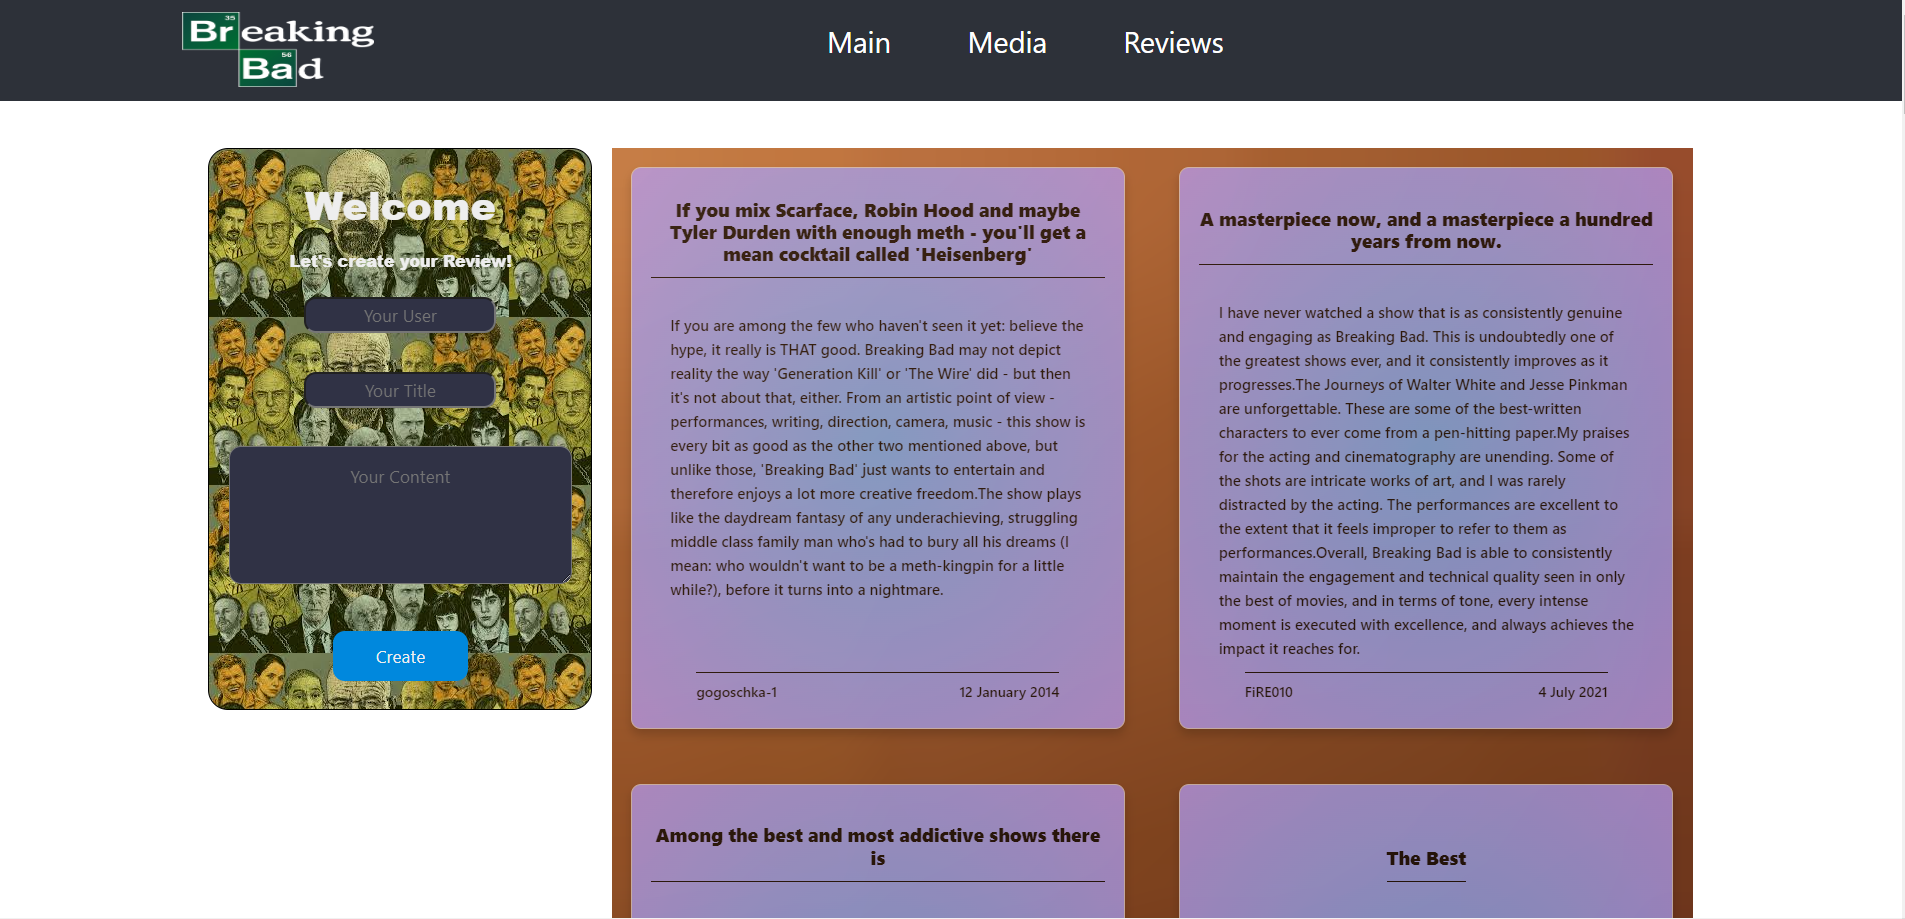 35
Breaking
56
Bad
Main
Media
Reviews
Welcome
Let's create your Review!
Your User
Your Title
Your Content
Create
If you mix Scarface, Robin Hood and maybe
Tyler Durden with enough meth - you'll get a
mean cocktail called 'Heisenberg'
If you are among the few who haven't seen it yet: believe the
hype, it really is THAT good. Breaking Bad may not depict
reality the way 'Generation Kill' or 'The Wire' did - but then
it's not about that, either. From an artistic point of view -
performances, writing, direction, camera, music - this show is
every bit as good as the other two mentioned above, but
unlike those, 'Breaking Bad' just wants to entertain and
therefore enjoys a lot more creative freedom.The show plays
like the daydream fantasy of any underachieving, struggling
middle class family man who's had to bury all his dreams (I
mean: who wouldn't want to be a meth-kingpin for a little
while?), before it turns into a nightmare.
gogoschka-1
12 January 2014
A masterpiece now, and a masterpiece a hundred
years from now.
I have never watched a show that is as consistently genuine
and engaging as Breaking Bad. This is undoubtedly one of
the greatest shows ever, and it consistently improves as it
progresses.The Journeys of Walter White and Jesse Pinkman
are unforgettable. These are some of the best-written
characters to ever come from a pen-hitting paper.My praises
for the acting and cinematography are unending. Some of
the shots are intricate works of art, and I was rarely
distracted by the acting. The performances are excellent to
the extent that it feels improper to refer to them as
performances.Overall, Breaking Bad is able to consistently
maintain the engagement and technical quality seen in only
the best of movies, and in terms of tone, every intense
moment is executed with excellence, and always achieves the
impact it reaches for.
FiRE010
4 July 2021
Among the best and most addictive shows there
is
The Best